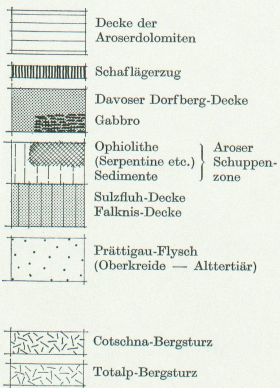 Decke der
Aroserdolomiten
Schaflägerzug
Davoser Dorfberg-Decke
Gabbro
Ophiolithe
(Serpentine etc.)
Sedimente
Aroser
Schuppen-
zone
Sulzfluh-Decke
Falknis-Decke
Prättigau-Flysch
(Oberkreide — Alttertiär)
Cotschna-Bergsturz
Totalp-Bergsturz